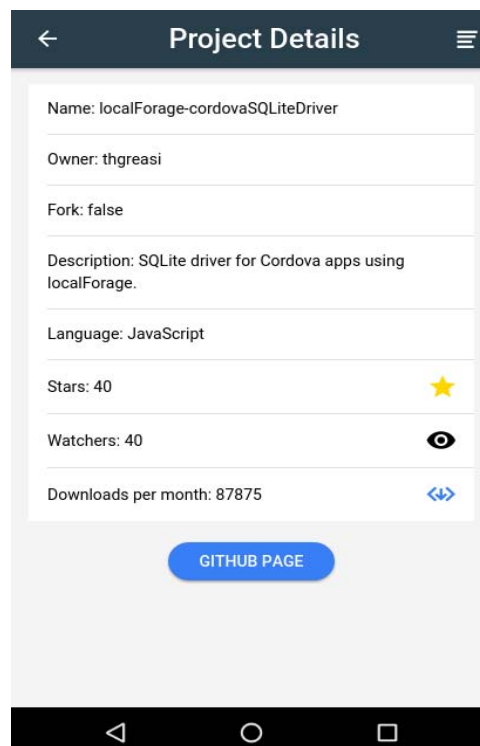 Project Details
Name: localForage-cordovaSQLiteDriver
Owner: thgreasi
Fork: false
Description: SQLite driver for Cordova apps using
localForage.
Language: JavaScript
Stars: 40
Watchers: 40
Downloads per month: 87875
GITHUB PAGE